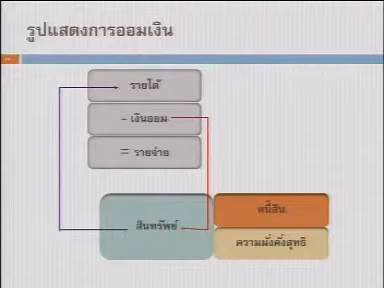 รูปแสดงการออมเงิน
รายได้
- เงินออม
= รายจ่าย
สินทรัพย์
หนี้สิน
ความมั่งคั่งสุทธิ